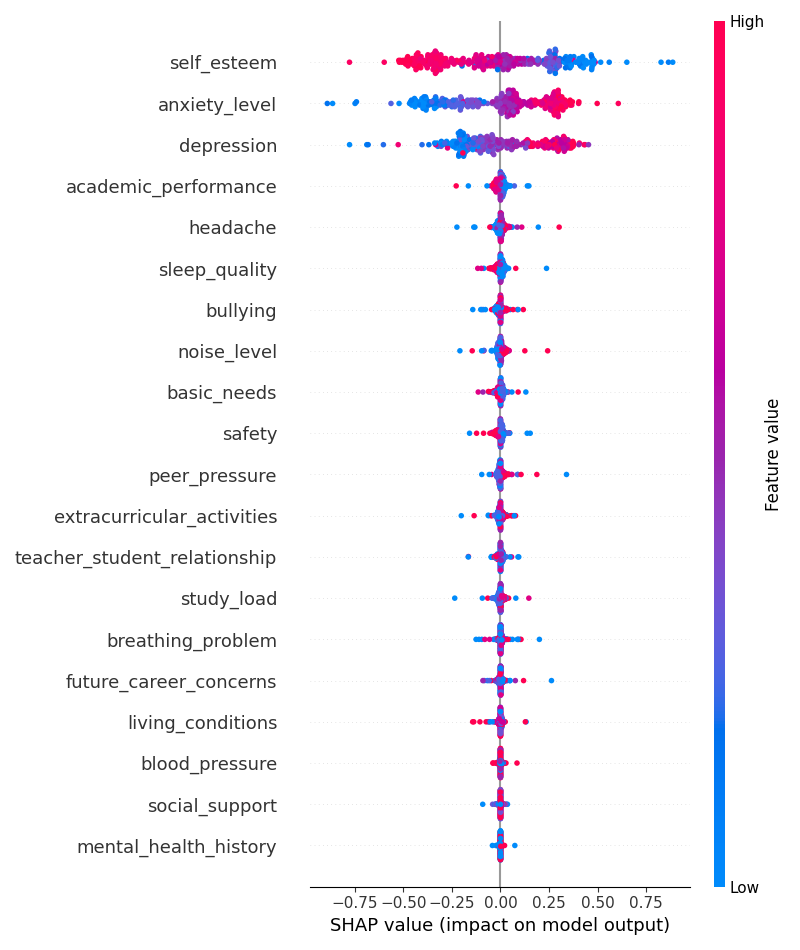 High
self_esteem
anxiety_level
depression
academic_performance
headache
sleep_quality
bullying
noise_level
basic_needs
safety
peer_pressure
extracurricular_activities
teacher_student_relationship
study_load
breathing_problem
future_career_concerns
living_conditions
blood_pressure
social_support
mental_health_history
Feature value
Low
−0.75 −0.50 −0.25 0.00 0.25 0.50 0.75
SHAP value (impact on model output)